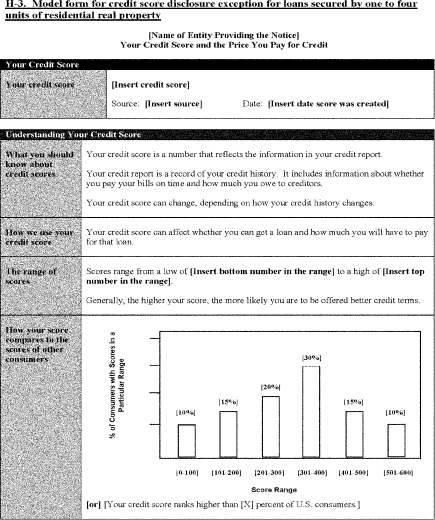 H-3. Model form for credit score disclosure exception for loans secured by one to four
units of residential real property
[Name of Entity Providing the Notice]
Your Credit Score and the Price You Pay for Credit
Your Credit Score
Your credit score
[Insert credit score]
Source: [Insert source] Date: [Insert date score was created]
Understanding Your Credit Score
What you should
know about
credit scores
Your credit score is a number that reflects the information in your credit report.
Your credit report is a record of your credit history. It includes information about whether
you pay your bills on time and how much you owe to creditors.
Your credit score can change, depending on how your credit history changes.
How we use your
credit score
Your credit score can affect whether you can get a loan and how much you will have to pay
for that loan.
The range of
scores
Scores range from a low of [Insert bottom number in the range] to a high of [Insert top
number in the range].
Generally, the higher your score, the more likely you are to be offered better credit terms.
How your score
compares to the
scores of other
consumers
% of Consumers with Scores in a
Particular Range
[10%]
[15%]
[20%]
[30%]
[15%]
[10%]
[0-100] [101-200] [201-300] [301-400] [401-500] [501-600]
Score Range
[or] [Your credit score ranks higher than [X] percent of U.S. consumers.]